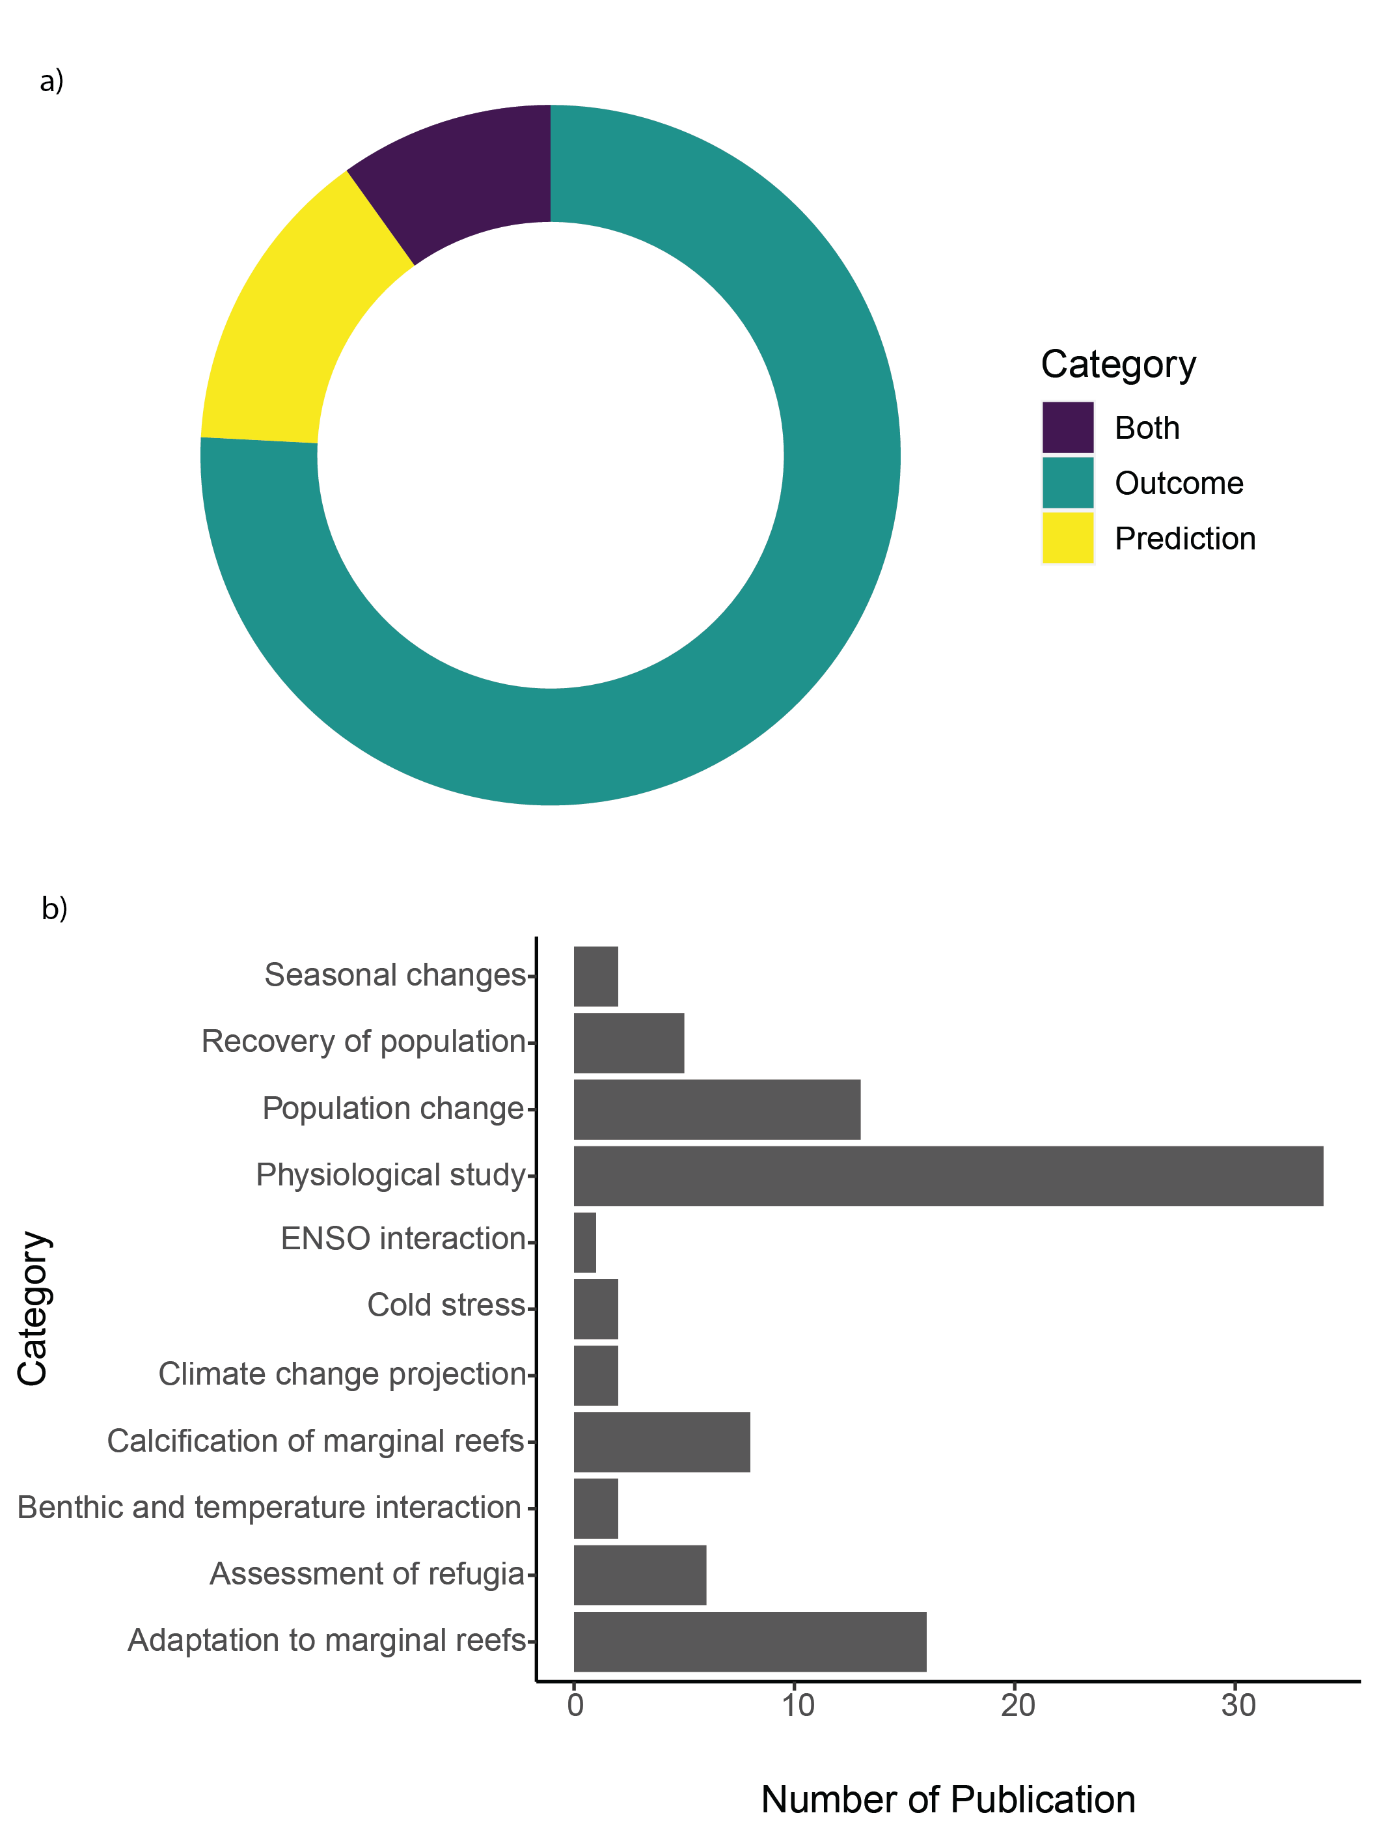 a)
Category
Both
Outcome
Prediction
b)
Seasonal changes
Recovery of population
Population change
Physiological study
ENSO interaction
Cold stress
Climate change projection
Calcification of marginal reefs
Benthic and temperature interaction
Assessment of refugia
Adaptation to marginal reefs
Category
0 10 20 30
Number of Publication